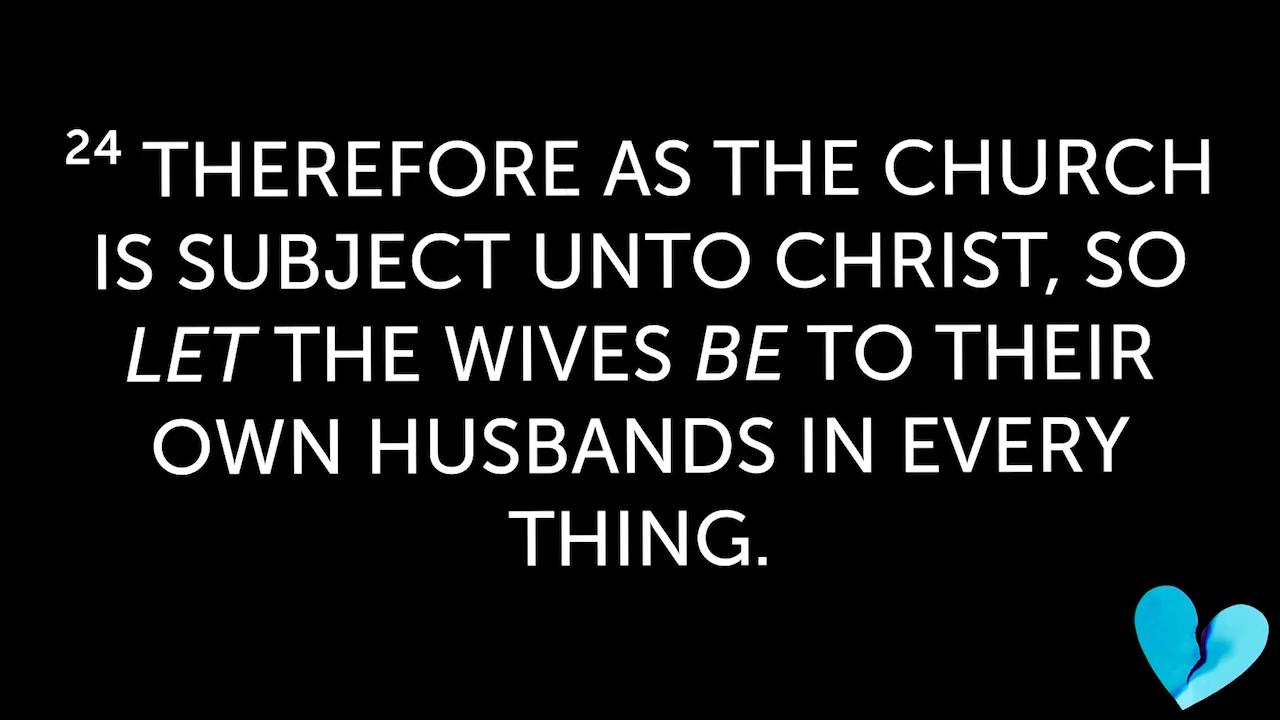 24 THEREFORE AS THE CHURCH
IS SUBJECT UNTO CHRIST, SO
LET THE WIVES BE TO THEIR
OWN HUSBANDS IN EVERY
THING.